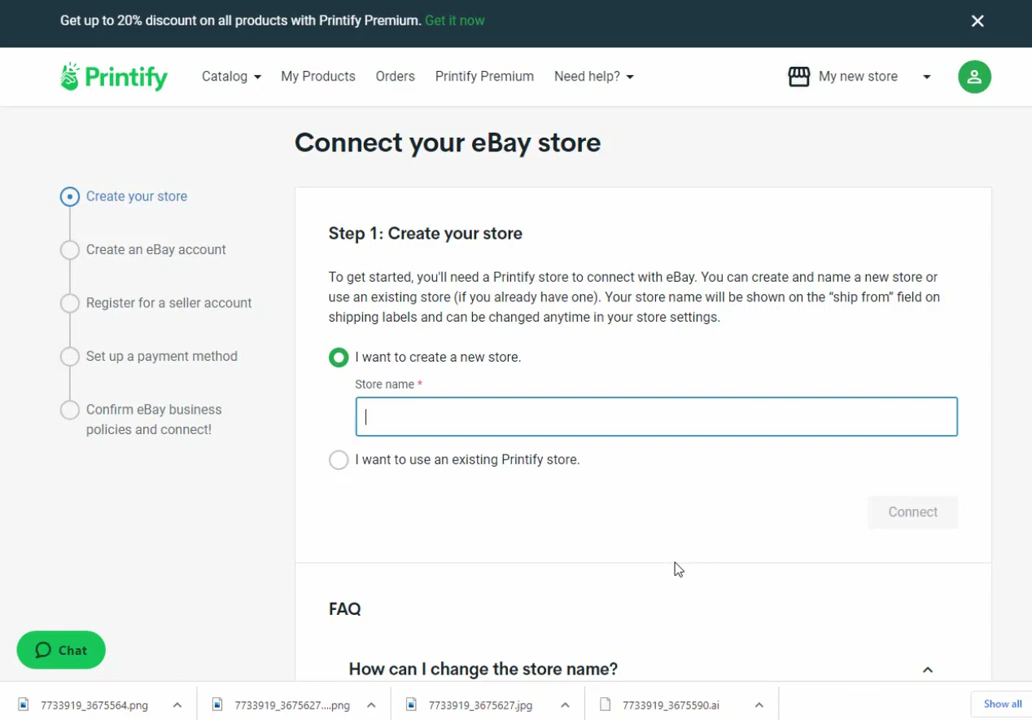 Get up to 20% discount on all products with Printify Premium. Get it now
Printify
Catalog
My Products
Orders
Printify Premium
Need help?
My new store
Connect your eBay store
Create your store
Create an eBay account
Register for a seller account
Set up a payment method
Confirm eBay business
policies and connect!
Step 1: Create your store
To get started, you'll need a Printify store to connect with eBay. You can create and name a new store or
use an existing store (if you already have one). Your store name will be shown on the “ship from” field on
shipping labels and can be changed anytime in your store settings.
I want to create a new store.
Store name *
I want to use an existing Printify store.
Connect
FAQ
How can I change the store name?
Chat
7733919_3675564.png
7733919_3675627....png
7733919_3675627.jpg
7733919_3675590.ai
Show all